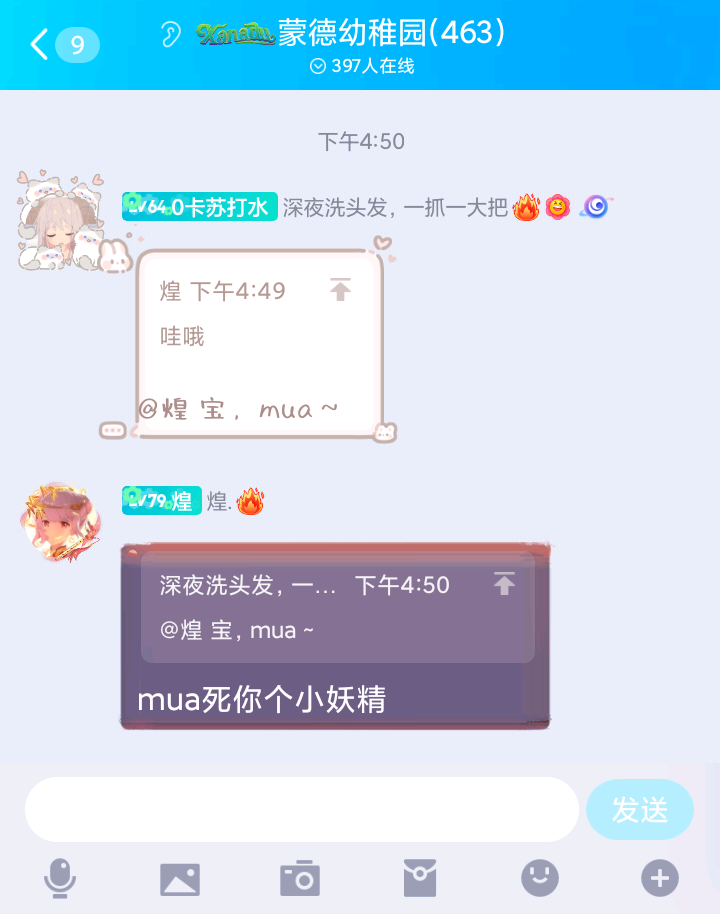 9
Xanadu 蒙德幼稚园(463)
397人在线
下午4:50
LV64 0卡苏打水 深夜洗头发，一抓一大把
煌 下午4:49
哇哦
@煌 宝，mua～
LV79 煌 煌.
深夜洗头发，一… 下午4:50
@煌 宝，mua～
mua死你个小妖精
发送